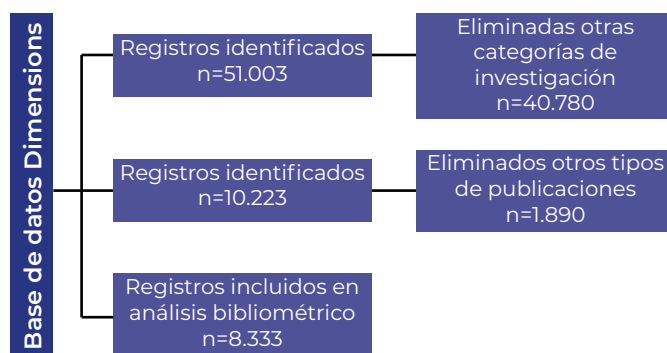 Base de datos Dimensions
Registros identificados
n=51.003
Eliminadas otras
categorías de
investigación
n=40.780
Registros identificados
n=10.223
Eliminados otros tipos
de publicaciones
n=1.890
Registros incluidos en
análisis bibliométrico
n=8.333